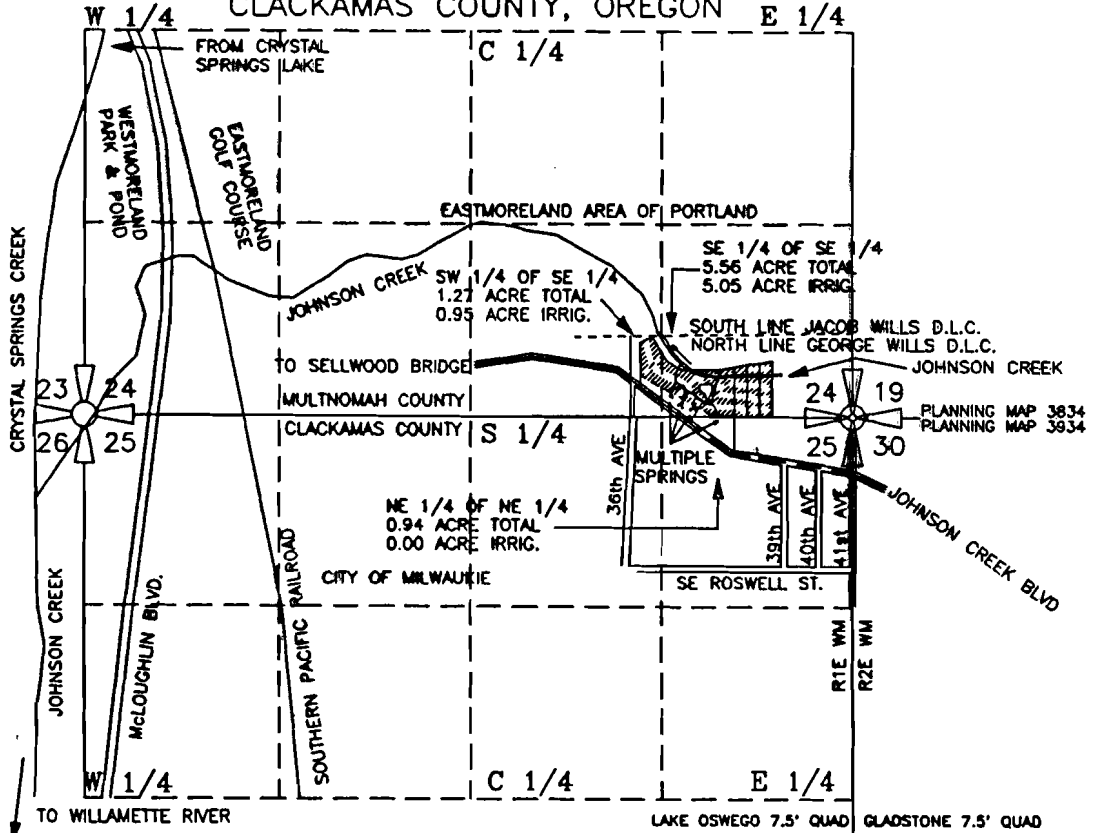 CLACKAMAS COUNTY, OREGON
W 1/4
E 1/4
FROM CRYSTAL
SPRINGS LAKE
C 1/4
WESTMORELAND
PARK & POND
EASTMORELAND
GOLF COURSE
CRYSTAL SPRINGS CREEK
EASTMORELAND AREA OF PORTLAND
JOHNSON CREEK
SW 1/4 OF SE 1/4
1.27 ACRE TOTAL
0.95 ACRE IRRIG.
SE 1/4 OF SE 1/4
5.56 ACRE TOTAL
5.05 ACRE IRRIG.
SOUTH LINE JACOB WILLS D.L.C.
NORTH LINE GEORGE WILLS D.L.C.
JOHNSON CREEK
TO SELLWOOD BRIDGE
23 24
26 25
MULTNOMAH COUNTY
CLACKAMAS COUNTY
S 1/4
24 19
25 30
PLANNING MAP 3834
PLANNING MAP 3934
MULTIPLE
SPRINGS
36th AVE
39th AVE
40th AVE
41st AVE
JOHNSON CREEK BLVD
NE 1/4 OF NE 1/4
0.94 ACRE TOTAL
0.00 ACRE IRRIG.
CITY OF MILWAUKIE
SE ROSWELL ST.
JOHNSON CREEK
McLOUGHLIN BLVD.
SOUTHERN PACIFIC RAILROAD
R1E WM
R2E WM
W 1/4
C 1/4
E 1/4
TO WILLAMETTE RIVER
LAKE OSWEGO 7.5' QUAD
GLADSTONE 7.5' QUAD